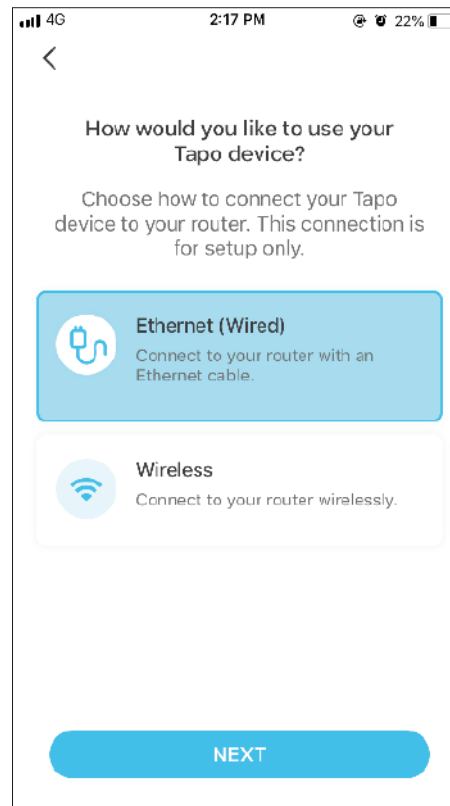 4G 2:17 PM 22%
How would you like to use your
Tapo device?
Choose how to connect your Tapo
device to your router. This connection is
for setup only.
Ethernet (Wired)
Connect to your router with an
Ethernet cable.
Wireless
Connect to your router wirelessly.
NEXT